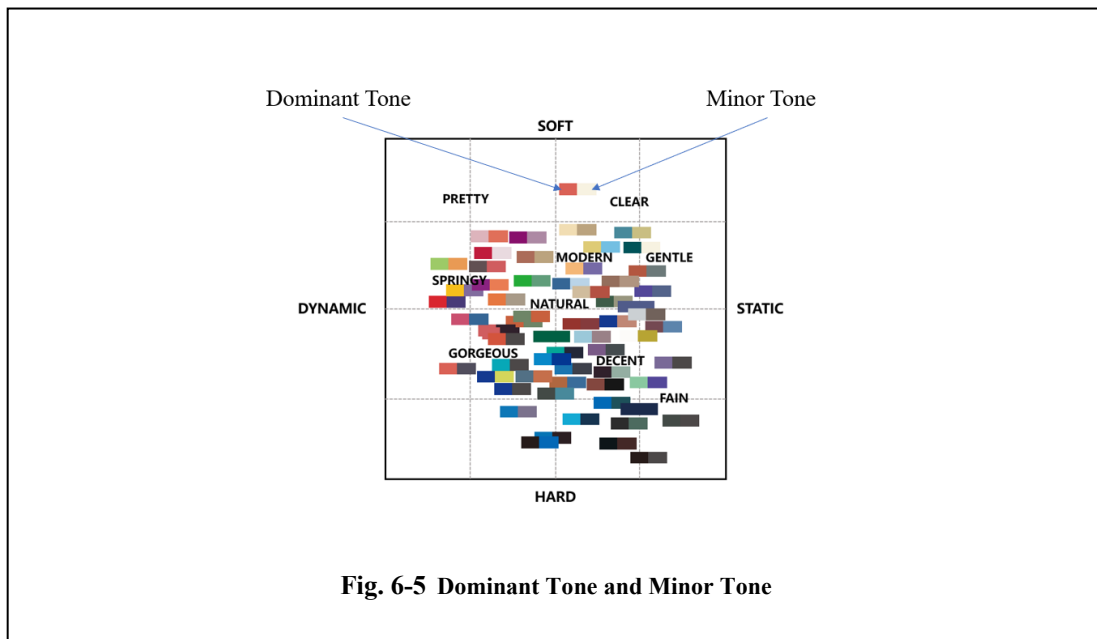 Dominant Tone
Minor Tone
SOFT
PRETTY
CLEAR
MODERN
GENTLE
SPRINGY
NATURAL
DYNAMIC
STATIC
GORGEOUS
DECENT
FAIN
HARD
Fig. 6-5 Dominant Tone and Minor Tone